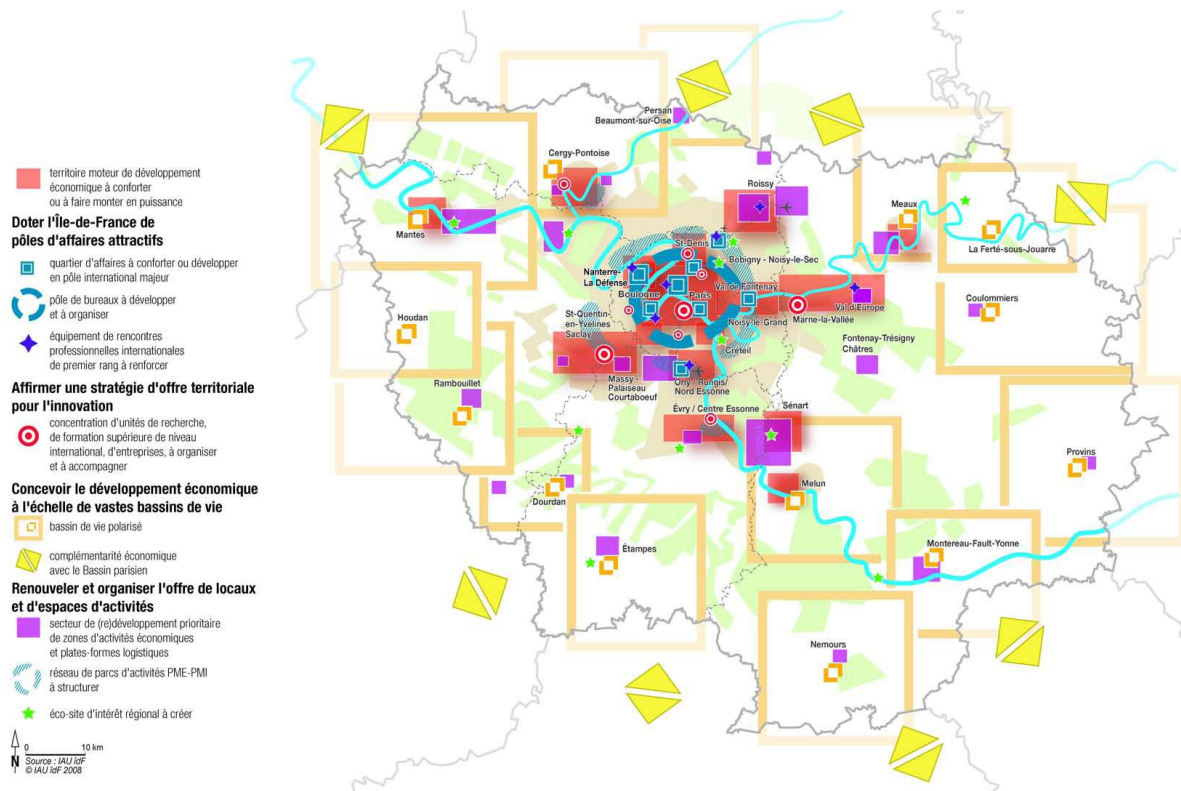 territoire moteur de développement
économique à conforter
ou à faire monter en puissance
Doter l'Île-de-France de
pôles d'affaires attractifs
quartier d'affaires à conforter ou développer
en pôle international majeur
pôle de bureaux à développer
et à organiser
équipement de rencontres
professionnelles internationales
de premier rang à renforcer
Affirmer une stratégie d'offre territoriale
pour l'innovation
concentration d'unités de recherche,
de formation supérieure de niveau
international, d'entreprises, à organiser
et à accompagner
Concevoir le développement économique
à l'échelle de vastes bassins de vie
bassin de vie polarisé
complémentarité économique
avec le Bassin parisien
Renouveler et organiser l'offre de locaux
et d'espaces d'activités
secteur de (re)développement prioritaire
de zones d'activités économiques
et plates-formes logistiques
réseau de parcs d'activités PME-PMI
à structurer
éco-site d'intérêt régional à créer
N
0 10 km
Source : IAU îdF
© IAU îdF 2008
Persan
Beaumont-sur-Oise
Cergy-Pontoise
Roissy
Meaux
Mantes
La Ferté-sous-Jouarre
St-Denis
Bobigny - Noisy-le-Sec
Nanterre-
La Défense
Val de Fontenay
Boulogne
Paris
Val d'Europe
Coulommiers
St-Quentin-
en-Yvelines
Saclay
Noisy-le-Grand
Marne-la-Vallée
Houdan
Fontenay-Trésigny
Châtres
Créteil
Rambouillet
Massy -
Palaiseau
Courtaboeuf
Orly / Rungis/
Nord Essonne
Évry / Centre Essonne
Sénart
Provins
Melun
Dourdan
Étampes
Montereau-Fault-Yonne
Nemours